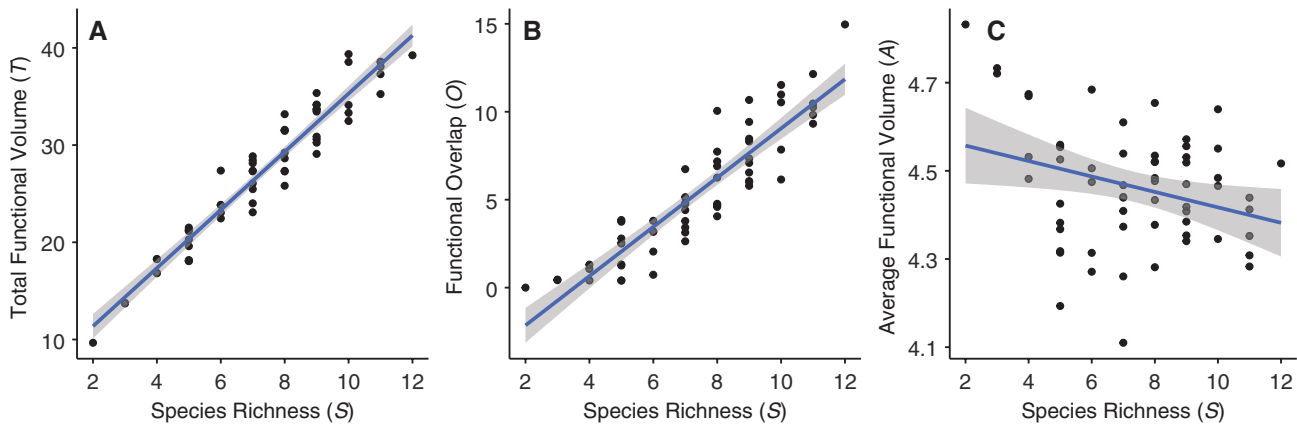 A
Total Functional Volume (T)
40
30
20
10
2 4 6 8 10 12
Species Richness (S)
B
Functional Overlap (O)
15
10
5
0
2 4 6 8 10 12
Species Richness (S)
C
Average Functional Volume (A)
4.7
4.5
4.3
4.1
2 4 6 8 10 12
Species Richness (S)